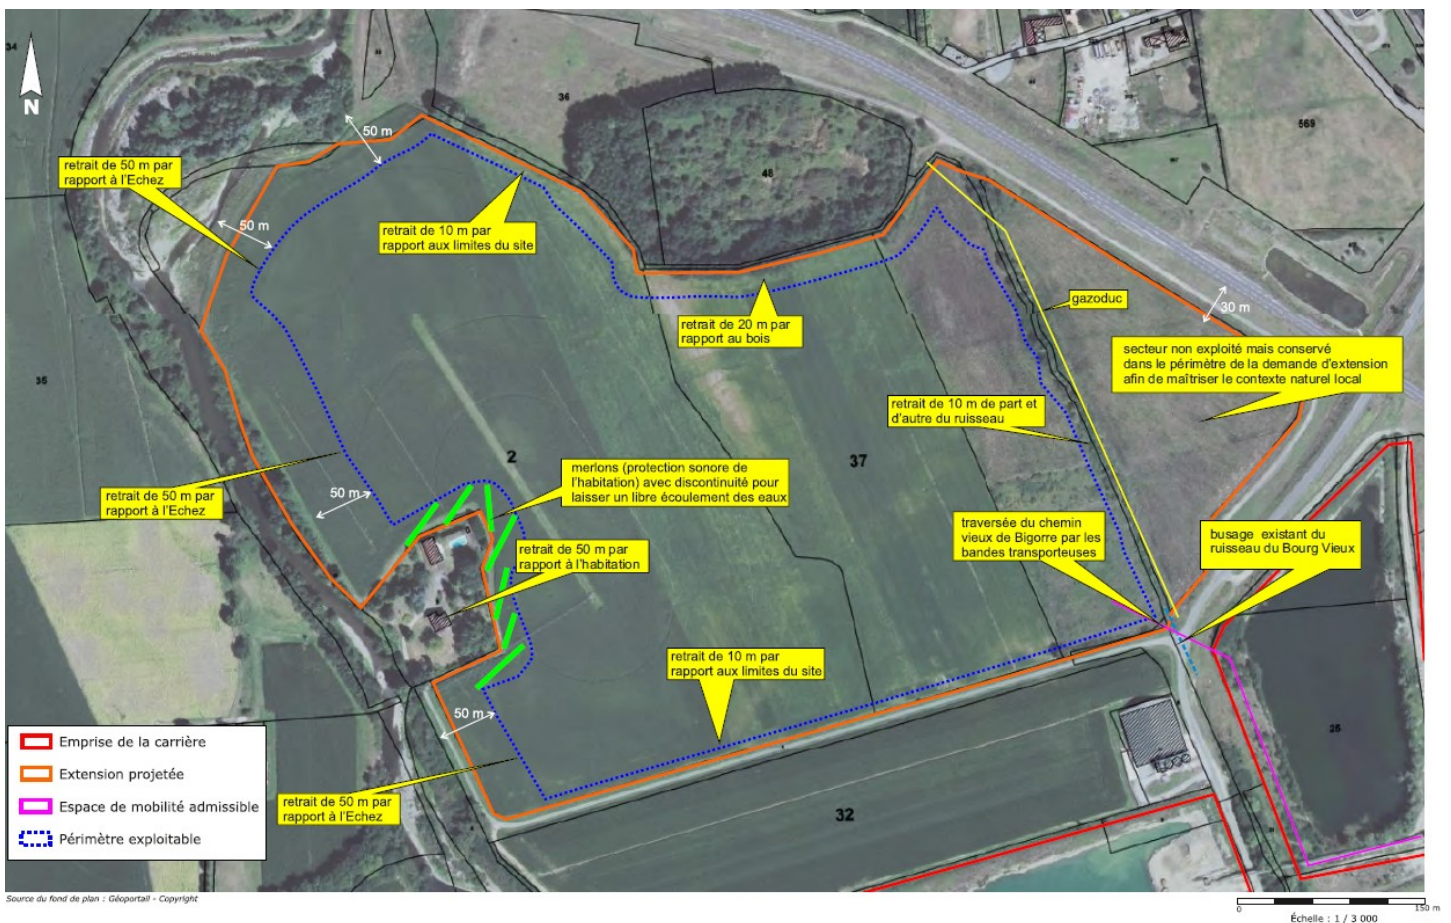 34
N
36
569
48
50 m
retrait de 50 m par
rapport à l'Echez
50 m
retrait de 10 m par
rapport aux limites du site
gazoduc
30 m
retrait de 20 m par
rapport au bois
secteur non exploité mais conservé
dans le périmètre de la demande d'extension
afin de maîtriser le contexte naturel local
35
retrait de 10 m de part et
d'autre du ruisseau
2
37
merlons (protection sonore de
l'habitation) avec discontinuité pour
laisser un libre écoulement des eaux
retrait de 50 m par
rapport à l'Echez
50 m
traversée du chemin
vieux de Bigorre par les
bandes transporteuses
busage existant du
ruisseau du Bourg Vieux
retrait de 50 m par
rapport à l'habitation
retrait de 10 m par
rapport aux limites du site
50 m
25
retrait de 50 m par
rapport à l'Echez
32
Emprise de la carrière
Extension projetée
Espace de mobilité admissible
Périmètre exploitable
Source du fond de plan : Géoportail - Copyright
0
150 m
Échelle : 1 / 3 000